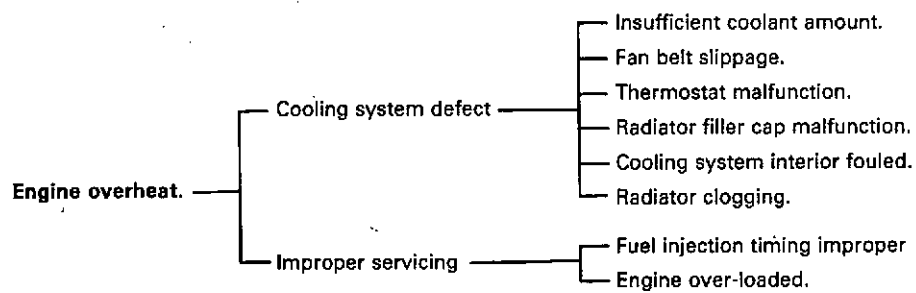 Insufficient coolant amount.
Fan belt slippage.
Thermostat malfunction.
Cooling system defect
Radiator filler cap malfunction.
Cooling system interior fouled.
Radiator clogging.
Engine overheat.
Fuel injection timing improper
Improper servicing
Engine over-loaded.